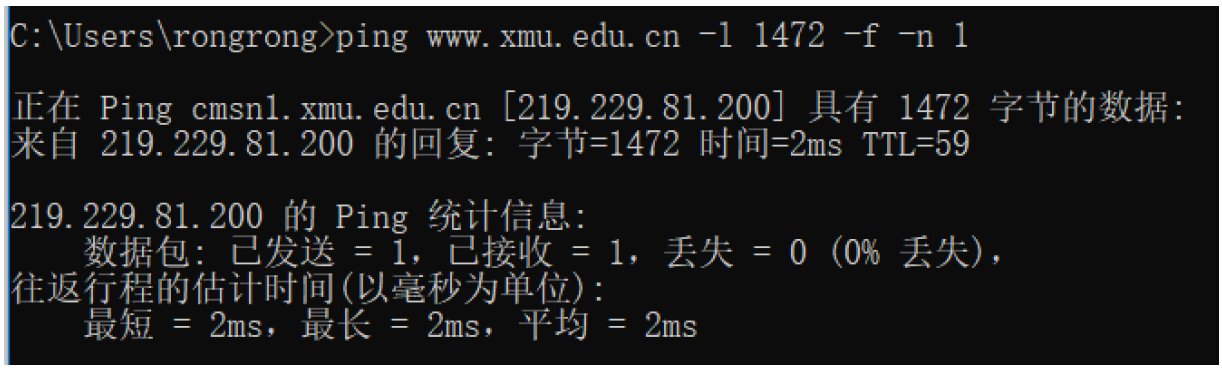 C:\Users\rongrong>ping www.xmu.edu.cn -l 1472 -f -n 1
正在 Ping cmsn1.xmu.edu.cn [219.229.81.200] 具有 1472 字节的数据:
来自 219.229.81.200 的回复: 字节=1472 时间=2ms TTL=59
219.229.81.200 的 Ping 统计信息:
数据包: 已发送 = 1，已接收 = 1，丢失 = 0 (0% 丢失)，
往返行程的估计时间(以毫秒为单位):
最短 = 2ms，最长 = 2ms，平均 = 2ms